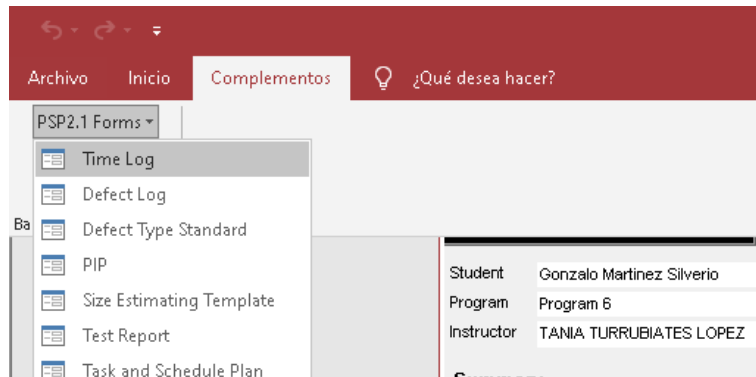 Archivo Inicio Complementos ¿Qué desea hacer?
PSP2.1 Forms
Time Log
Defect Log
Defect Type Standard
PIP
Size Estimating Template
Test Report
Task and Schedule Plan
Ba
Student Gonzalo Martinez Silverio
Program Program 6
Instructor TANIA TURRUBIATES LOPEZ